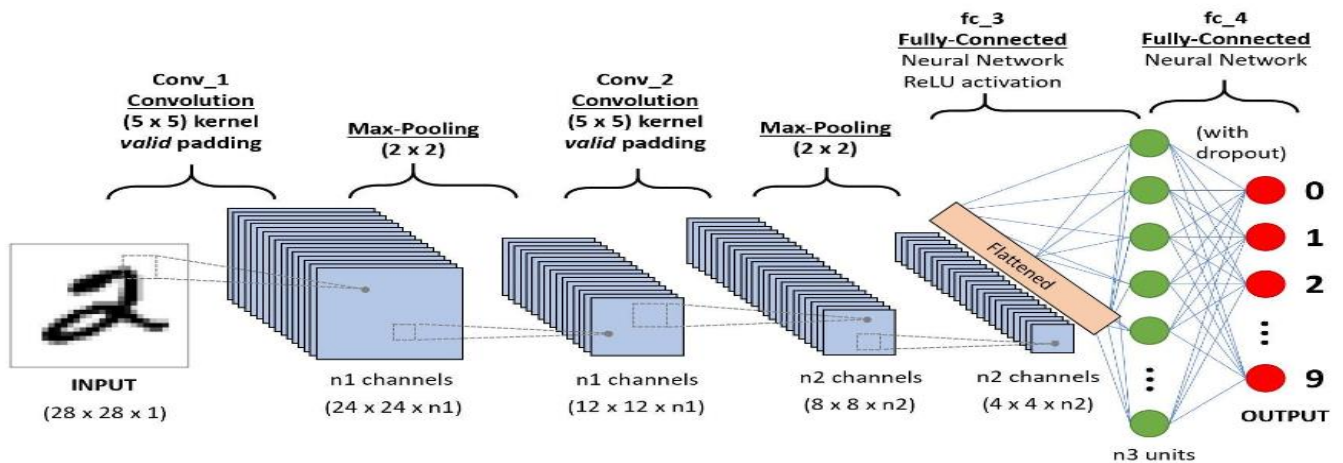 Conv_1
Convolution
(5 x 5) kernel
valid padding
Max-Pooling
(2 x 2)
Conv_2
Convolution
(5 x 5) kernel
valid padding
Max-Pooling
(2 x 2)
fc_3
Fully-Connected
Neural Network
ReLU activation
fc_4
Fully-Connected
Neural Network
(with
dropout)
Flattened
0
1
2
9
OUTPUT
INPUT
(28 x 28 x 1)
n1 channels
(24 x 24 x n1)
n1 channels
(12 x 12 x n1)
n2 channels
(8 x 8 x n2)
n2 channels
(4 x 4 x n2)
n3 units
2